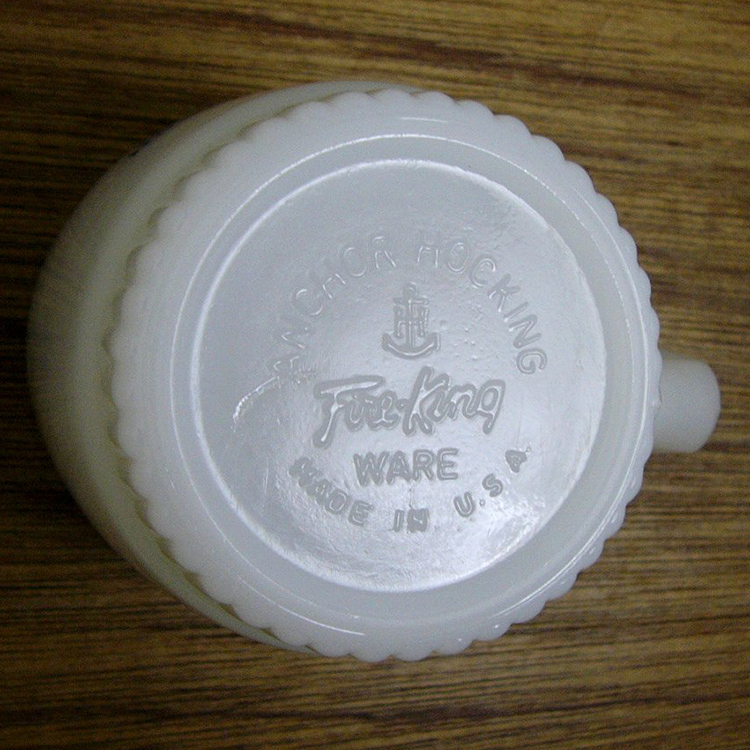 ANCHOR HOCKING
Fire-King
WARE
MADE IN U.S.A.